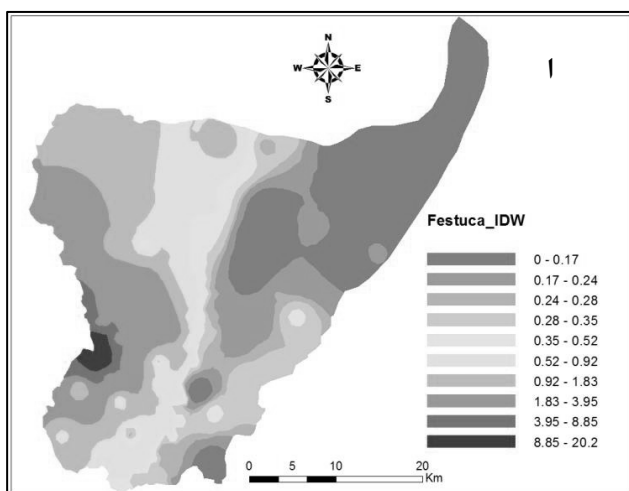 N
W E
S
Festuca_IDW
0 - 0.17
0.17 - 0.24
0.24 - 0.28
0.28 - 0.35
0.35 - 0.52
0.52 - 0.92
0.92 - 1.83
1.83 - 3.95
3.95 - 8.85
8.85 - 20.2
Km
0 5 10 20